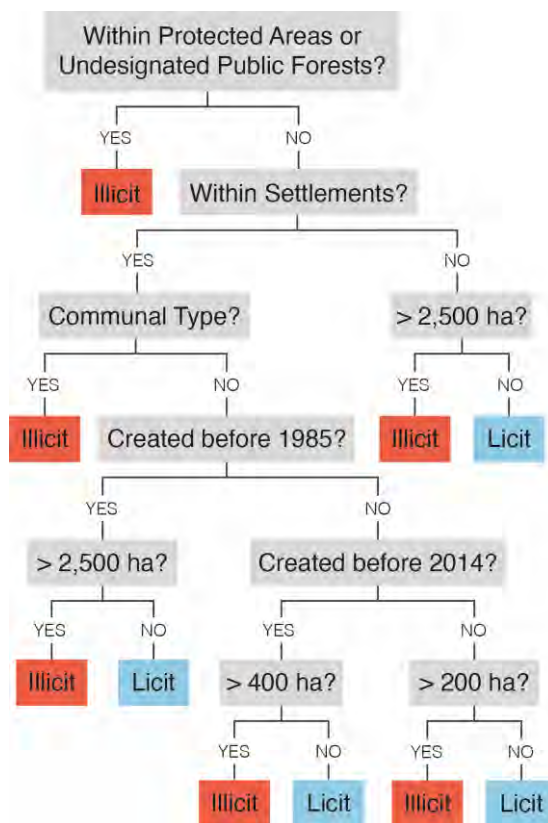 Within Protected Areas or
Undesignated Public Forests?
YES
NO
Illicit
Within Settlements?
YES
NO
Communal Type?
> 2,500 ha?
YES
NO
YES
NO
Illicit
Created before 1985?
Illicit
Licit
YES
NO
> 2,500 ha?
Created before 2014?
YES
NO
YES
NO
Illicit
Licit
> 400 ha?
> 200 ha?
YES
NO
YES
NO
Illicit
Licit
Illicit
Licit